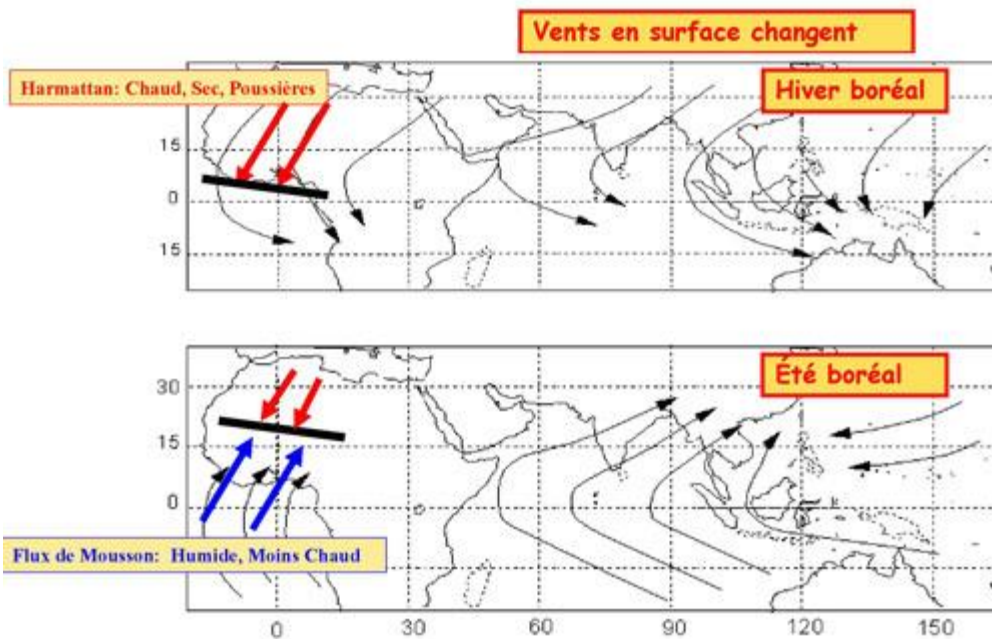 Vents en surface changent
Harmattan: Chaud, Sec, Poussières
Hiver boréal
15
0
15
Été boréal
30
15
0
Flux de Mousson: Humide, Moins Chaud
0 30 60 90 120 150